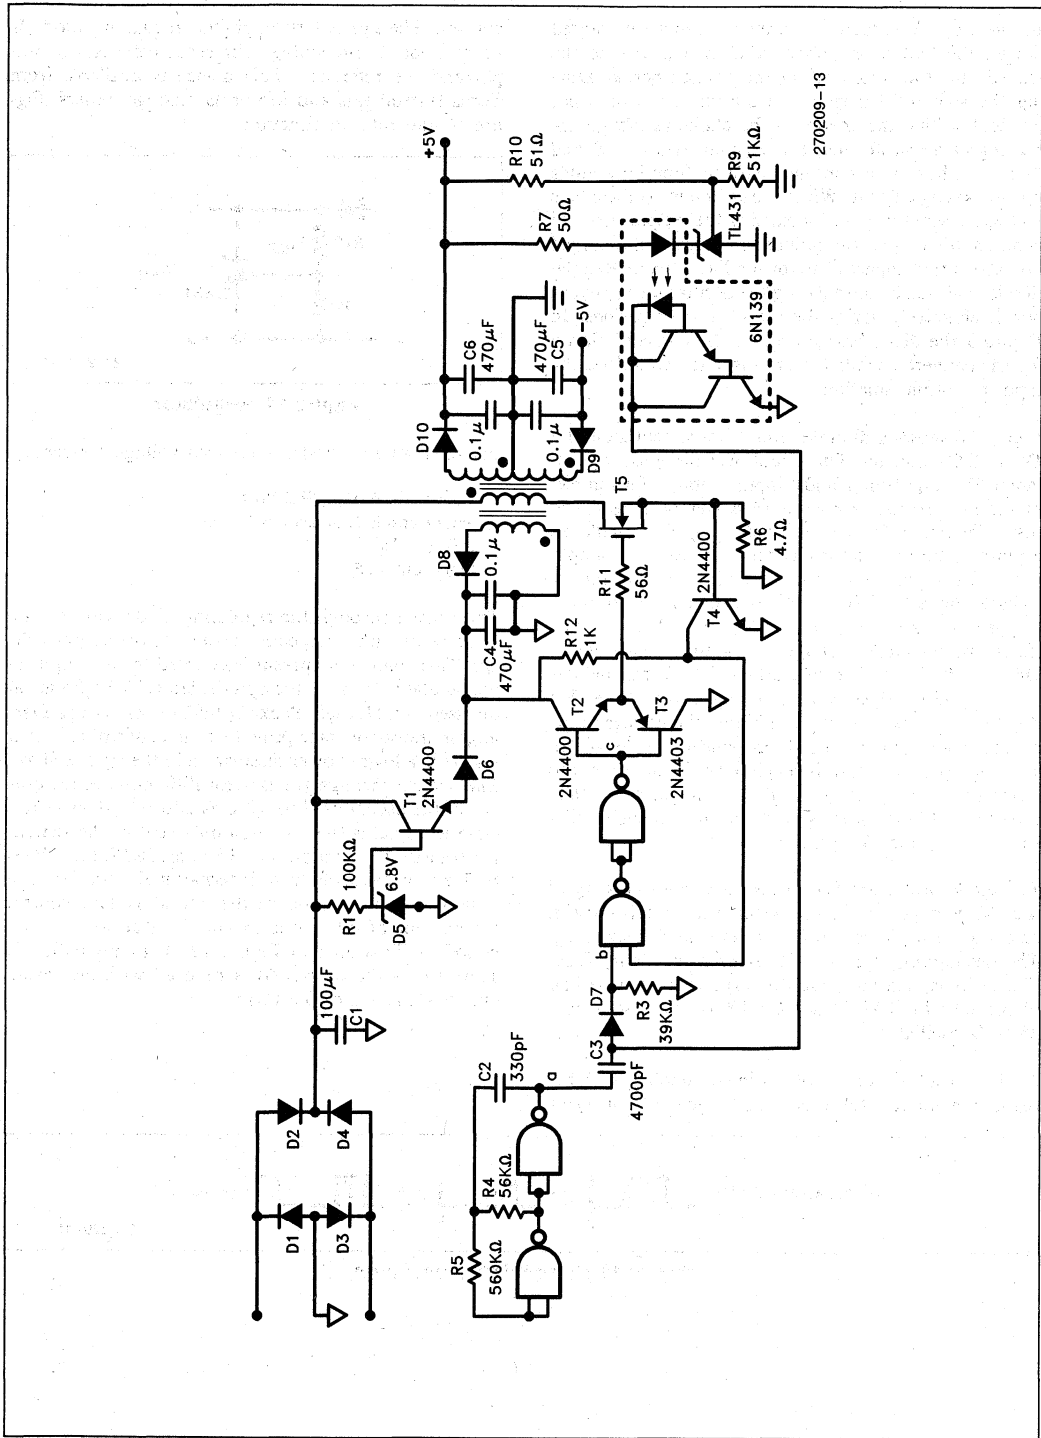 D1
D3
D2
D4
100µF
C1
R1
100KΩ
D5
6.8V
T1
2N4400
D6
C4
470µF
D8
0.1µ
D10
0.1µ
0.1µ
D9
C6
470µF
470µF
C5
+5V
-5V
R7
50Ω
R10
51Ω
R9
51KΩ
TL431
6N139
R5
560KΩ
R4
56KΩ
C2
330pF
a
C3
4700pF
D7
R3
39KΩ
b
c
2N4400
T2
T3
2N4403
R12
1K
R11
56Ω
T5
2N4400
T4
R6
4.7Ω
270209-13